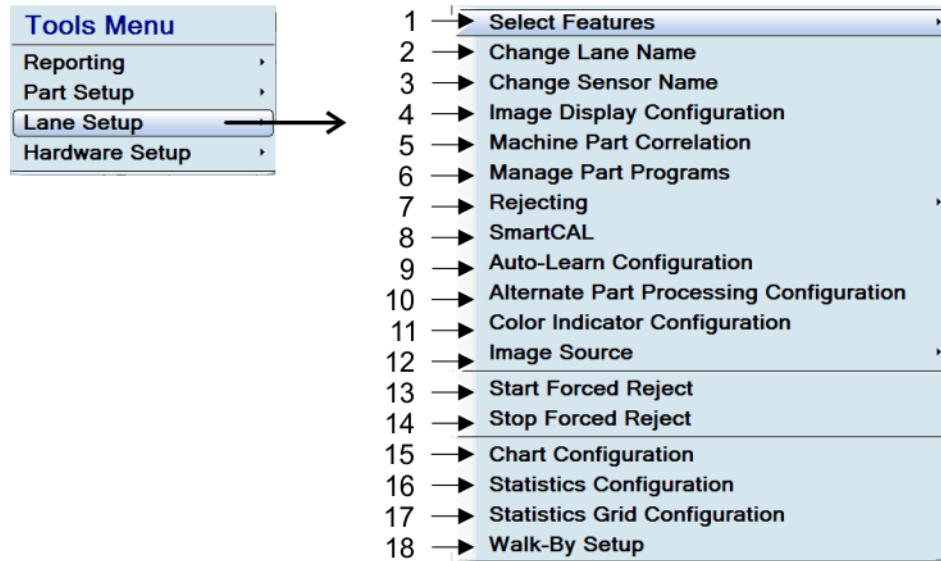 Tools Menu
Reporting
Part Setup
Lane Setup
Hardware Setup
1 Select Features
2 Change Lane Name
3 Change Sensor Name
4 Image Display Configuration
5 Machine Part Correlation
6 Manage Part Programs
7 Rejecting
8 SmartCAL
9 Auto-Learn Configuration
10 Alternate Part Processing Configuration
11 Color Indicator Configuration
12 Image Source
13 Start Forced Reject
14 Stop Forced Reject
15 Chart Configuration
16 Statistics Configuration
17 Statistics Grid Configuration
18 Walk-By Setup